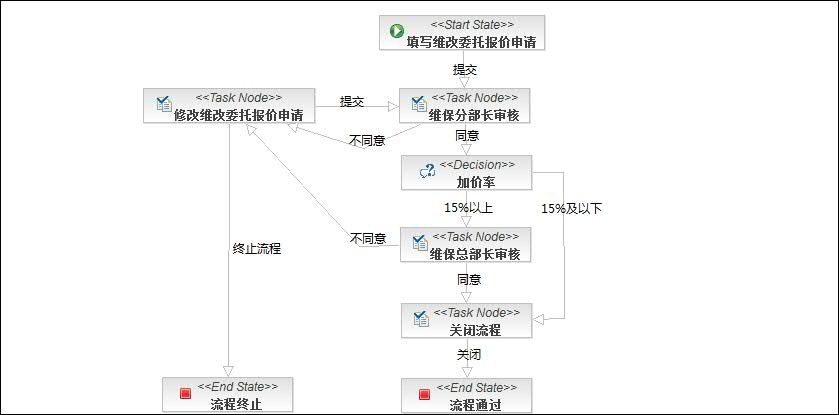 <<Start State>>
填写维改委托报价申请
提交
<<Task Node>>
修改维改委托报价申请
提交
<<Task Node>>
维保分部长审核
不同意
同意
<<Decision>>
加价率
15%以上
15%及以下
<<Task Node>>
维保总部长审核
不同意
终止流程
同意
<<Task Node>>
关闭流程
关闭
<<End State>>
流程终止
<<End State>>
流程通过